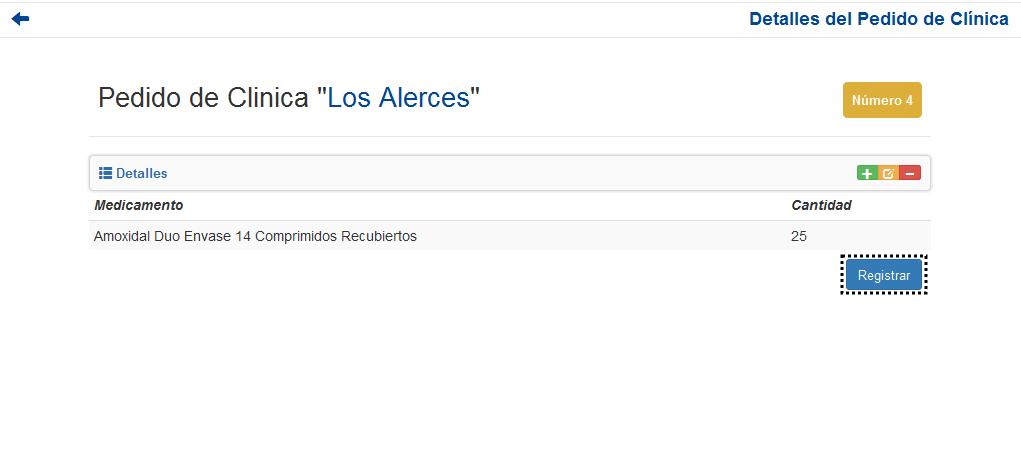 Detalles del Pedido de Clínica
Pedido de Clinica "Los Alerces"
Número 4
Detalles
Medicamento Cantidad
Amoxidal Duo Envase 14 Comprimidos Recubiertos 25
Registrar